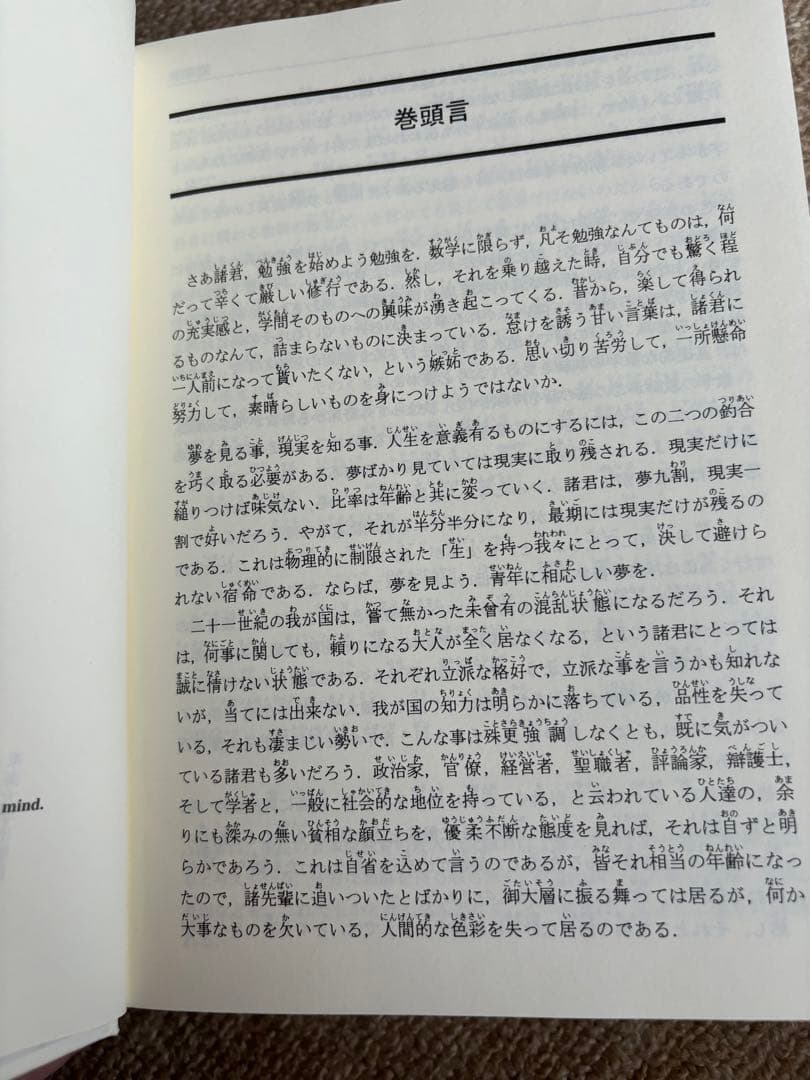 巻頭言
さあ諸君，勉強を始めよう勉強を．数学に限らず，凡そ勉強なんてものは，何
だって辛くて厳しい修行である．然し，それを乗り越えた時，自分でも驚く程
の充実感と，学問そのものへの興味が湧き起こってくる．昔から，楽して得られ
るものなんて，詰まらないものに決まっている．怠けを誘う甘い言葉は，諸君に
一人前になって貰いたくない，という嫉妬である．思い切り苦労して，一所懸命
努力して，素晴らしいものを身につけようではないか．
夢を見る事，現実を知る事．人生を意義有るものにするには，この二つの釣合
を巧く取る必要がある．夢ばかり見ていては現実に取り残される．現実だけに
縋りつけば味気ない．比率は年齢と共に変っていく．諸君は，夢九割，現実一
割で好いだろう．やがて，それが半分半分になり，最期には現実だけが残るの
である．これは物理的に制限された「生」を持つ我々にとって，決して避けら
れない宿命である．ならば，夢を見よう．青年に相応しい夢を．
二十一世紀の我が国は，嘗て無かった未曾有の混乱状態になるだろう．それ
は，何事に関しても，頼りになる大人が全く居なくなる，という諸君にとっては
誠に情けない状態である．それぞれ立派な格好で，立派な事を言うかも知れな
いが，当てには出来ない．我が国の知力は明らかに落ちている，品性を失って
いる，それも凄まじい勢いで．こんな事は殊更強調しなくとも，既に気がつい
ている諸君も多いだろう．政治家，官僚，経営者，聖職者，評論家，辯護士，
そして学者と，一般に社会的な地位を持っている，と云われている人達の，余
りにも深みの無い貧相な顔立ちを，優柔不断な態度を見れば，それは自ずと明
らかであろう．これは自省を込めて言うのであるが，皆それ相当の年齢になっ
たので，諸先輩に追いついたとばかりに，御大層に振る舞っては居るが，何か
大事なものを欠いている，人間的な色彩を失って居るのである．
mind.